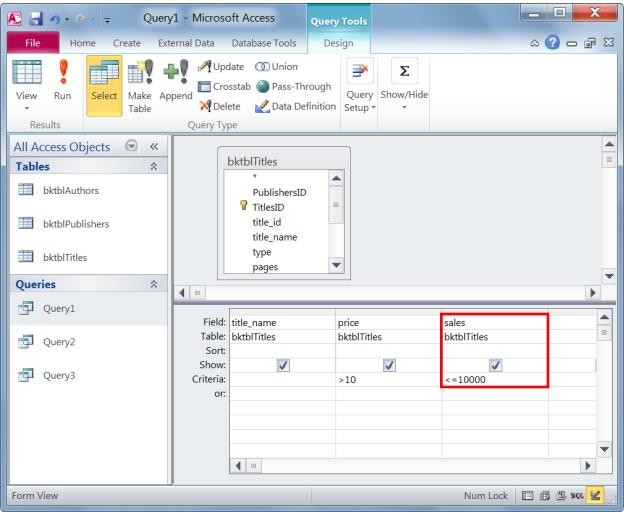 Query1 - Microsoft Access
Query Tools
File Home Create External Data Database Tools Design
View
Run
Select
Make Table
Append
Update
Union
Crosstab
Pass-Through
Delete
Data Definition
Query Setup
Show/Hide
Results
Query Type
All Access Objects
Tables
bktblAuthors
bktblPublishers
bktblTitles
Queries
Query1
Query2
Query3
bktblTitles
*
PublishersID
TitlesID
title_id
title_name
type
pages
Field: title_name price sales
Table: bktblTitles bktblTitles bktblTitles
Sort:
Show:
Criteria: >10 <=10000
or:
Form View
Num Lock
SQL